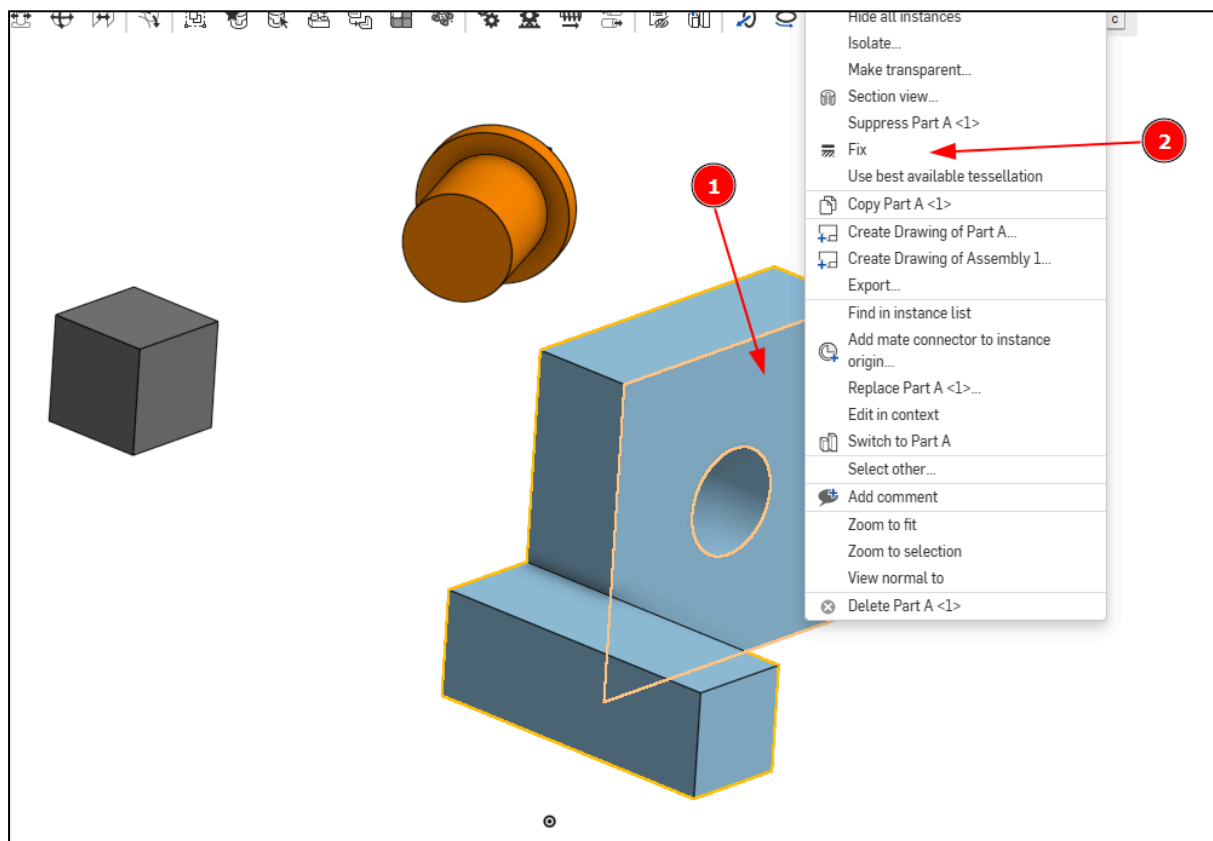 Hide all instances
c
Isolate...
Make transparent...
Section view...
Suppress Part A <1>
Fix
2
Use best available tessellation
1
Copy Part A <1>
Create Drawing of Part A...
Create Drawing of Assembly 1...
Export...
Find in instance list
Add mate connector to instance
origin...
Replace Part A <1>...
Edit in context
Switch to Part A
Select other...
Add comment
Zoom to fit
Zoom to selection
View normal to
Delete Part A <1>